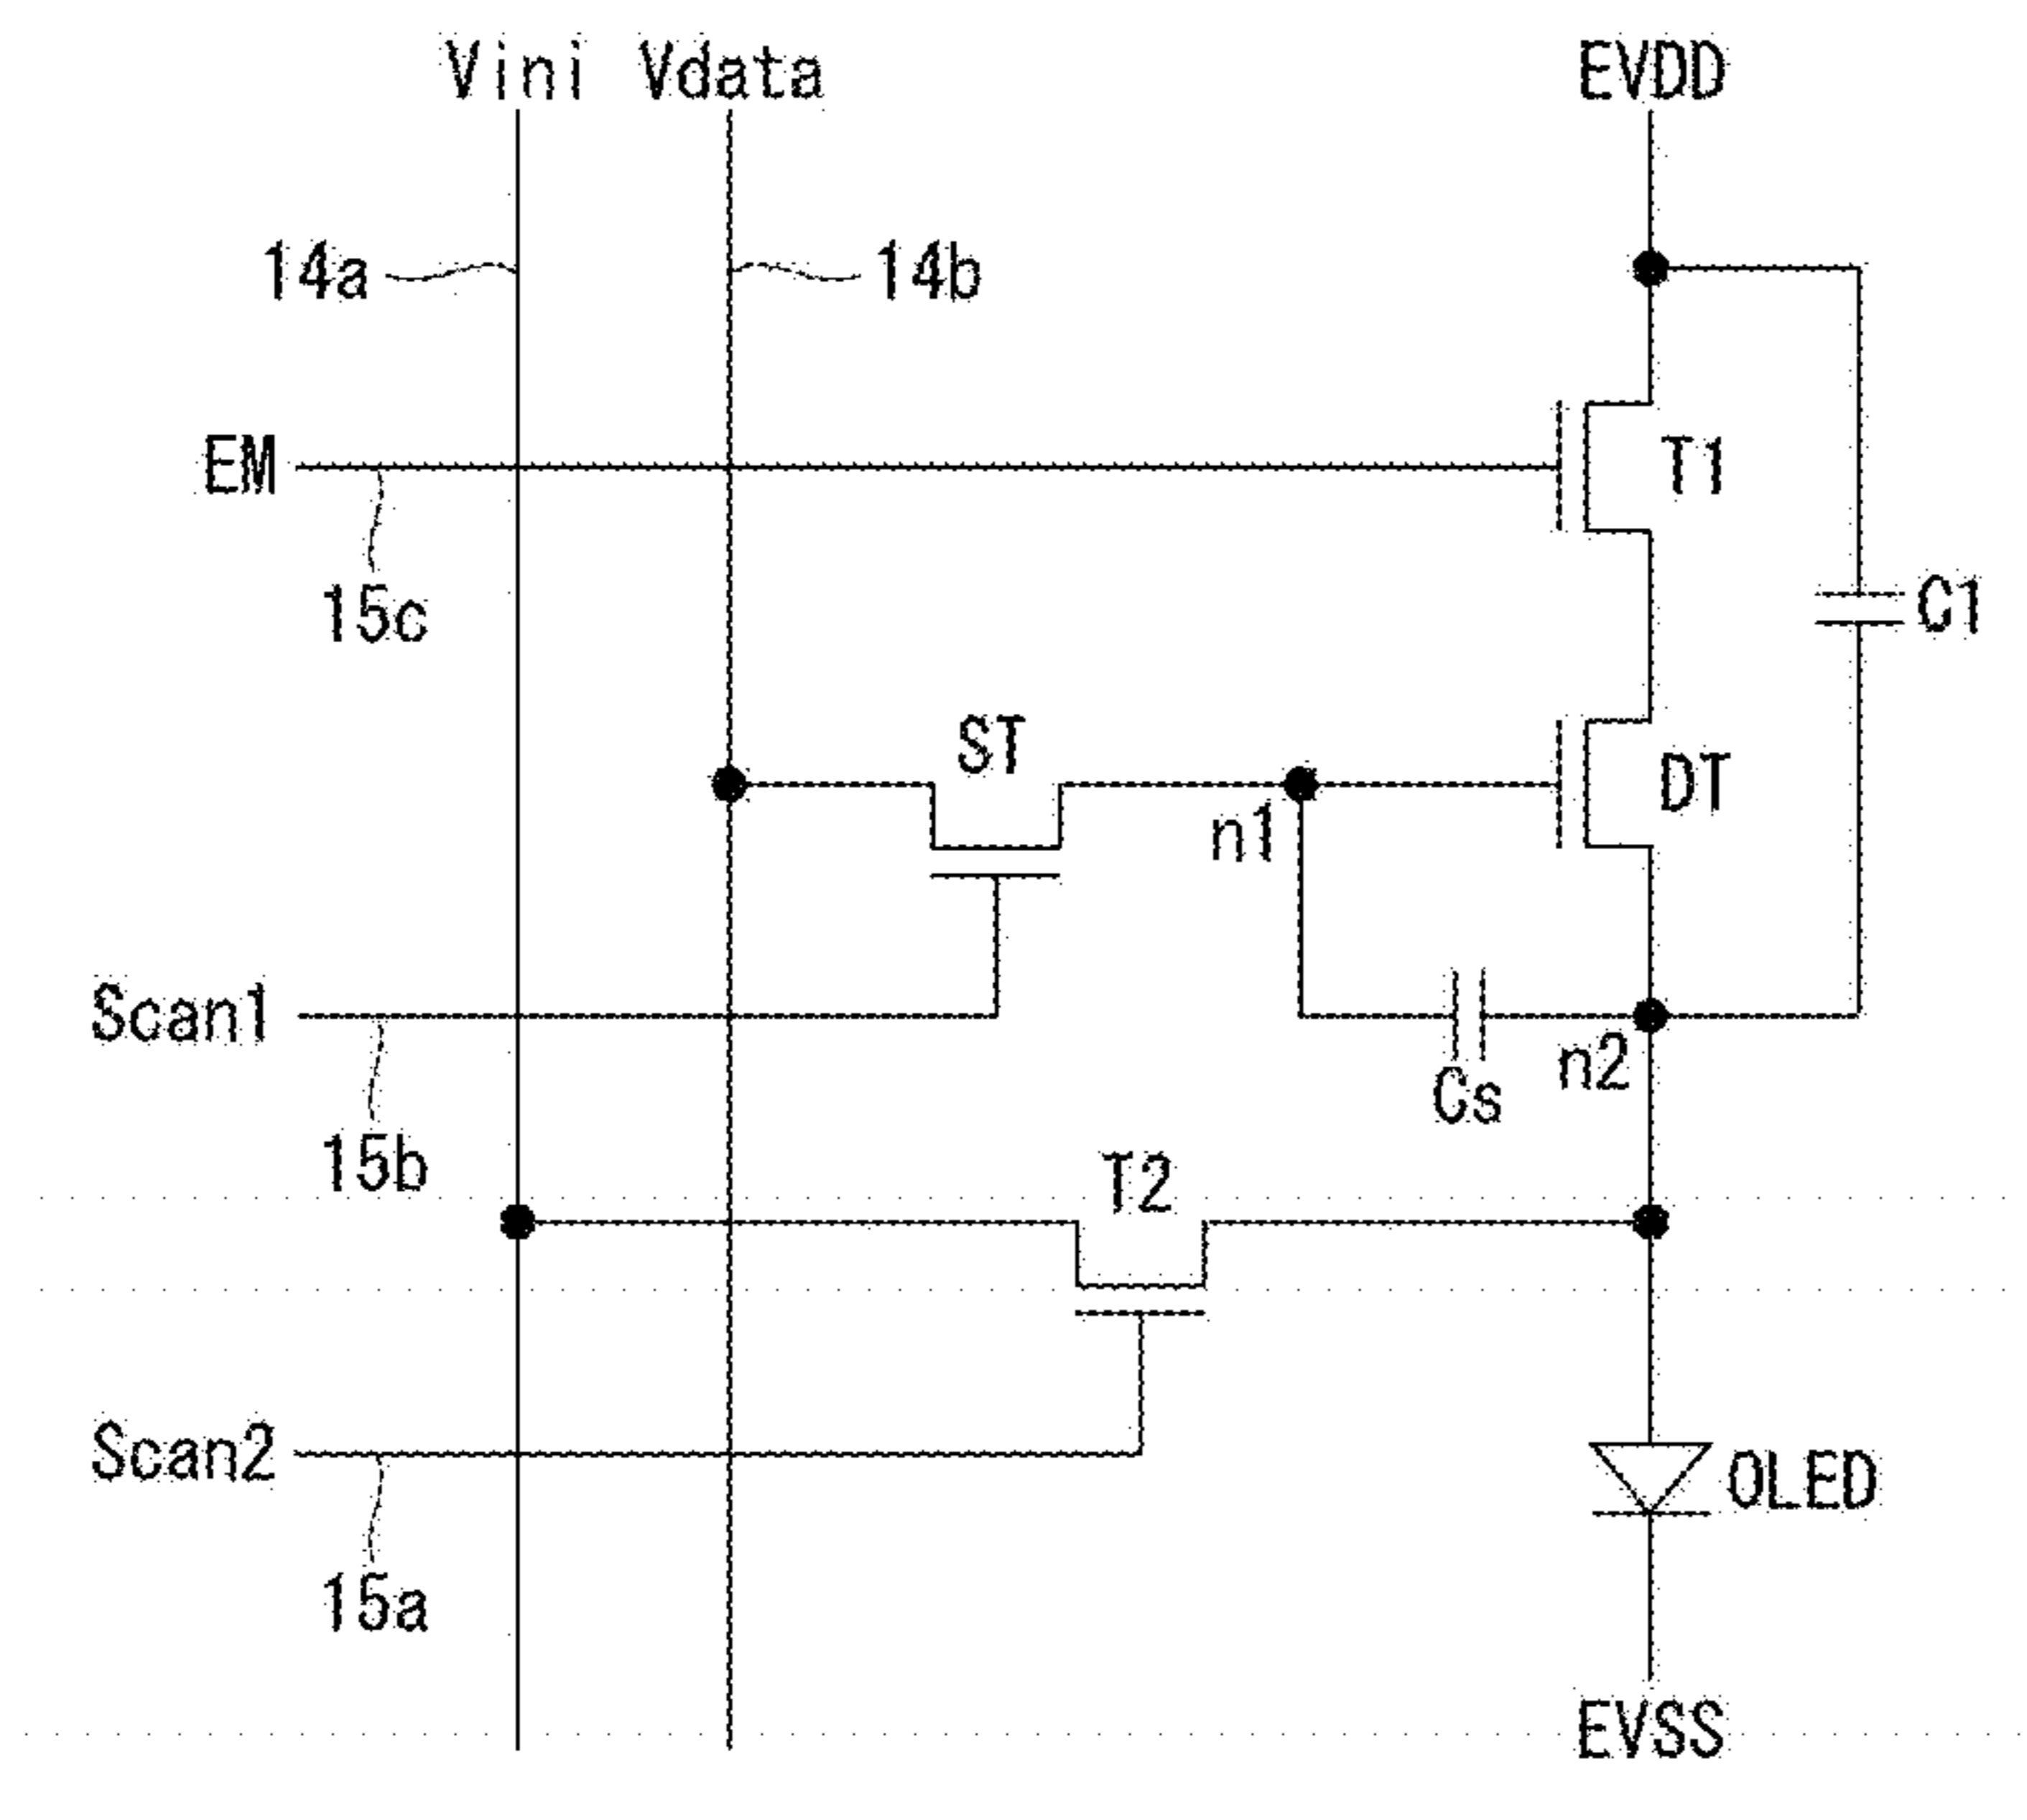 Vini Vdata EVDD
14a 14b
EM T1
15c C1
ST DT
n1
Scan1 n2
Cs
15b T2
Scan2 OLED
15a
EVSS